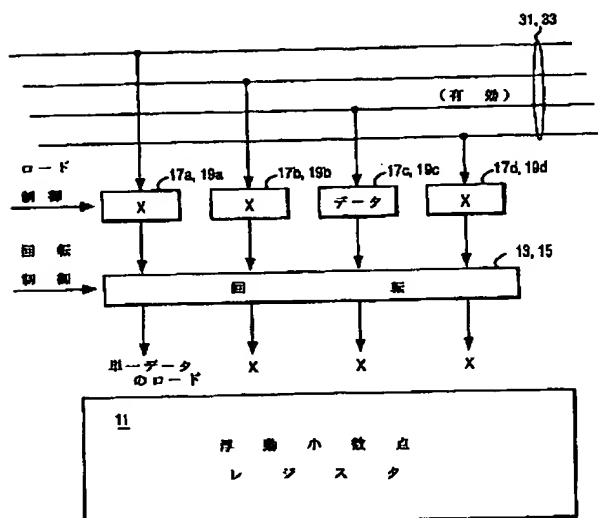 31, 33
(有 効)
ロード
制御
17a, 19a
17b, 19b
17c, 19c
17d, 19d
X
X
データ
X
回 転
制 御
13, 15
回 転
単一データ
のロード
X
X
X
11
浮 動 小 数 点
レ ジ ス タ